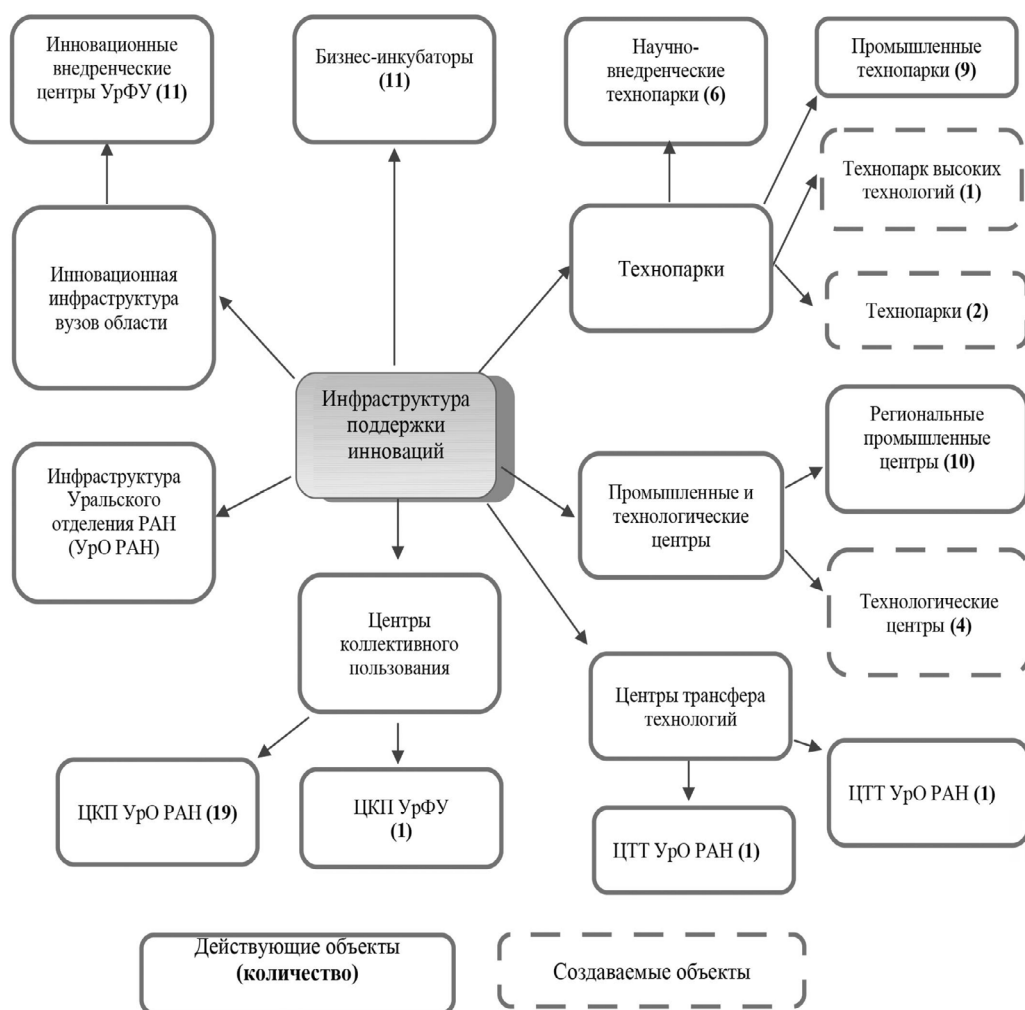 Инновационные
внедренческие
центры УрФУ (11)
Бизнес-инкубаторы
(11)
Научно-
внедренческие
технопарки (6)
Промышленные
технопарки (9)
Технопарк высоких
технологий (1)
Инновационная
инфраструктура
вузов области
Технопарки
Технопарки (2)
Инфраструктура
поддержки
инноваций
Региональные
промышленные
центры (10)
Инфраструктура
Уральского
отделения РАН
(УрО РАН)
Промышленные и
технологические
центры
Технологические
центры (4)
Центры
коллективного
пользования
Центры трансфера
технологий
ЦКП УрО РАН (19)
ЦКП УрФУ
(1)
ЦТТ УрО РАН (1)
ЦТТ УрО РАН (1)
Действующие объекты
(количество)
Создаваемые объекты